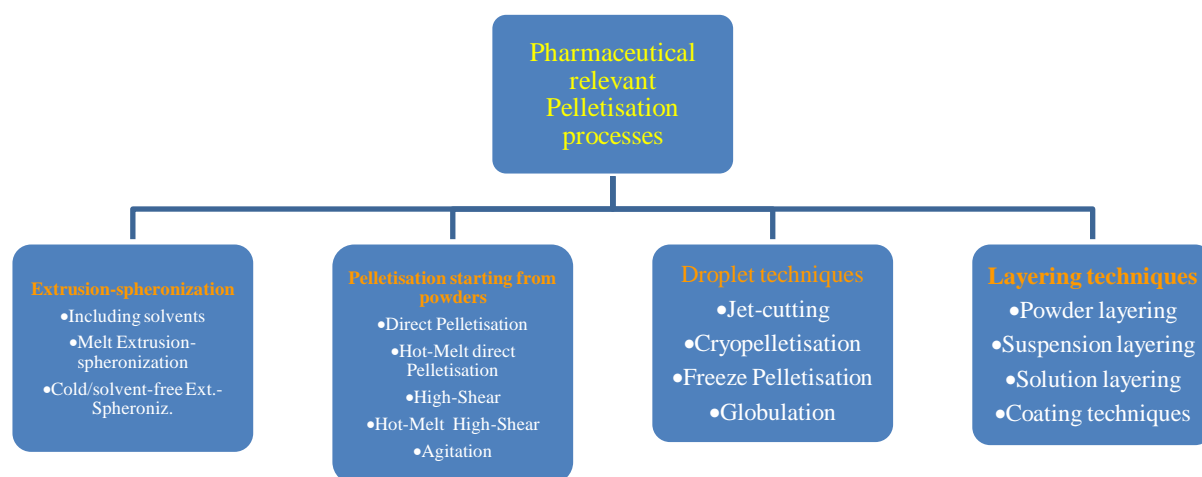 Pharmaceutical
relevant
Pelletisation
processes
Extrusion-spheronization
•Including solvents
•Melt Extrusion-
spheronization
•Cold/solvent-free Ext.-
Spheroniz.
Pelletisation starting from
powders
•Direct Pelletisation
•Hot-Melt direct
Pelletisation
•High-Shear
•Hot-Melt High-Shear
•Agitation
Droplet techniques
•Jet-cutting
•Cryopelletisation
•Freeze Pelletisation
•Globulation
Layering techniques
•Powder layering
•Suspension layering
•Solution layering
•Coating techniques